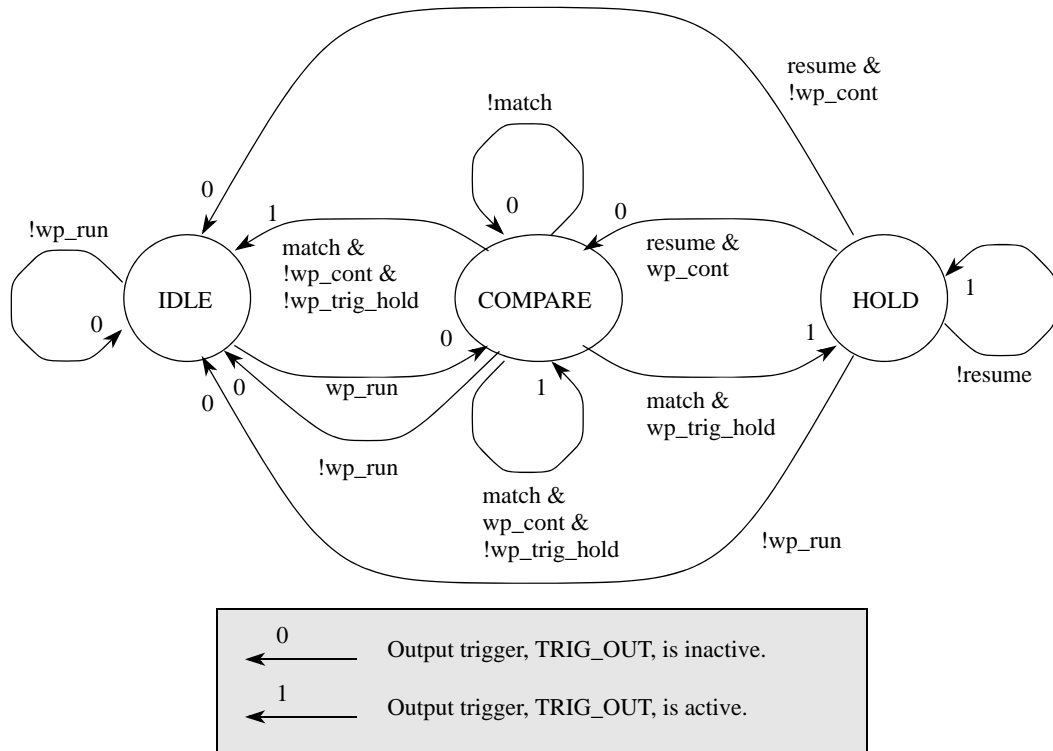 resume &
!wp_cont
!match
0
0
1
0
!wp_run
match &
!wp_cont &
!wp_trig_hold
resume &
wp_cont
IDLE
COMPARE
HOLD
1
0
0
1
wp_run
0
0
1
!resume
match &
wp_trig_hold
!wp_run
match &
wp_cont &
!wp_trig_hold
!wp_run
0
Output trigger, TRIG_OUT, is inactive.
1
Output trigger, TRIG_OUT, is active.